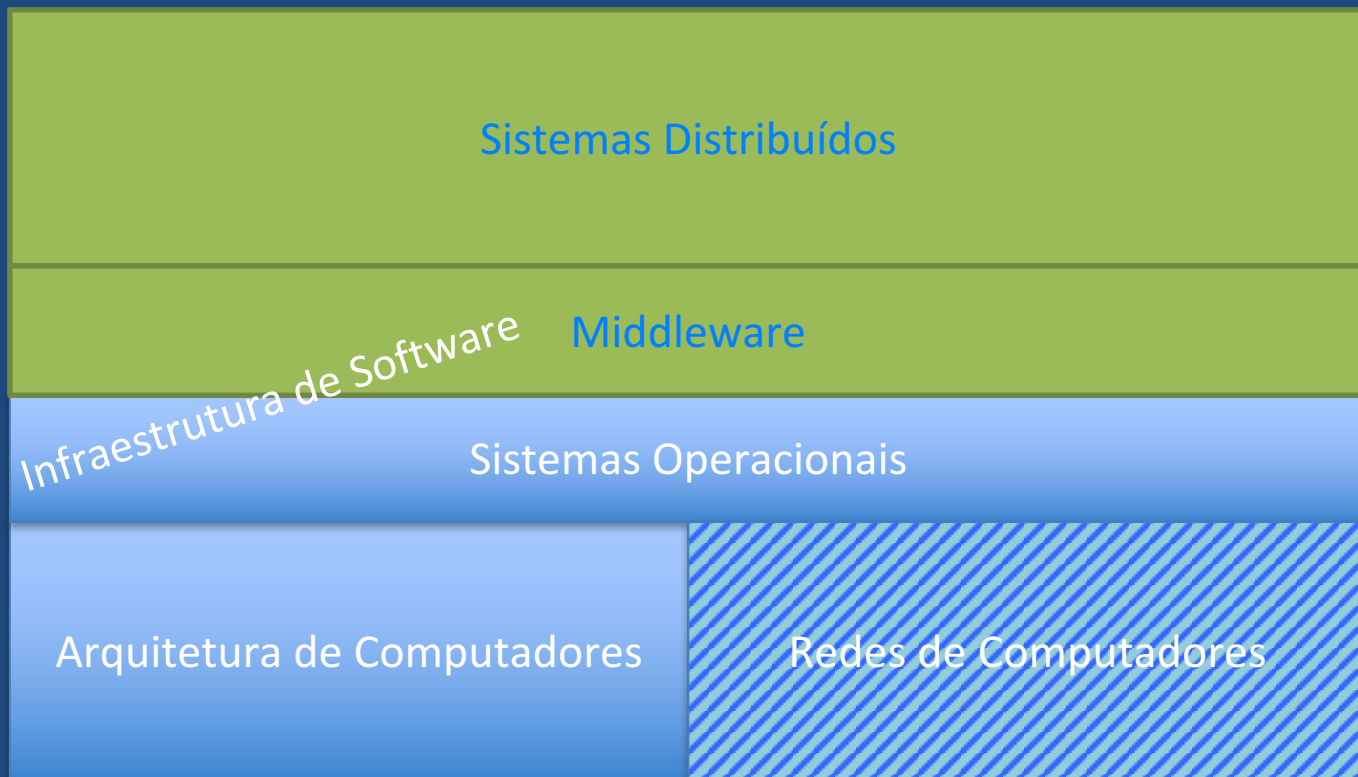 Sistemas Distribuídos
Middleware
Infraestrutura de Software
Sistemas Operacionais
Arquitetura de Computadores
Redes de Computadores